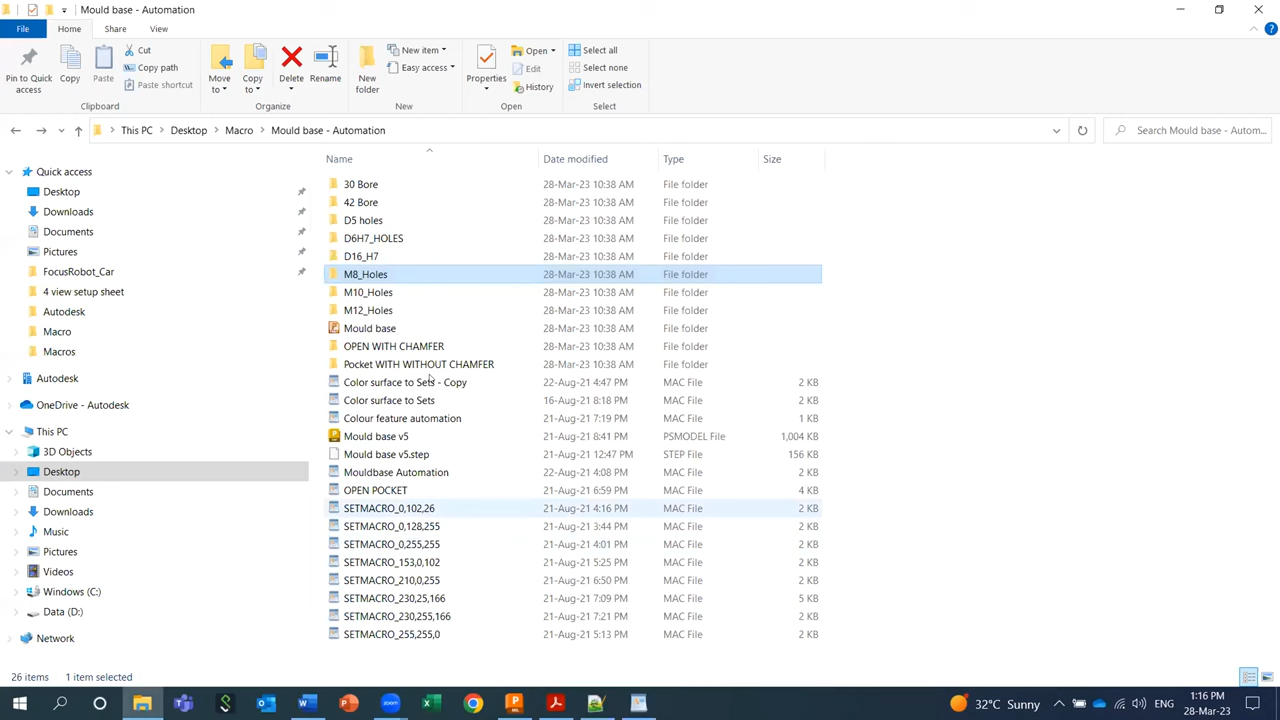 Mould base - Automation
File
Home
Share
View
Pin to Quick access
Copy
Paste
Cut
Copy path
Paste shortcut
Clipboard
Move to
Copy to
Delete
Rename
Organize
New folder
New item
Easy access
New
Properties
Open
Edit
History
Open
Select all
Select none
Invert selection
Select
This PC > Desktop > Macro > Mould base - Automation
Search Mould base - Autom...
Quick access
Desktop
Downloads
Documents
Pictures
FocusRobot_Car
4 view setup sheet
Autodesk
Macro
Macros
Autodesk
OneDrive - Autodesk
This PC
3D Objects
Desktop
Documents
Downloads
Music
Pictures
Videos
Windows (C:)
Data (D:)
Network
Name Date modified Type Size
30 Bore 28-Mar-23 10:38 AM File folder
42 Bore 28-Mar-23 10:38 AM File folder
D5 holes 28-Mar-23 10:38 AM File folder
D6H7_HOLES 28-Mar-23 10:38 AM File folder
D16_H7 28-Mar-23 10:38 AM File folder
M8_Holes 28-Mar-23 10:38 AM File folder
M10_Holes 28-Mar-23 10:38 AM File folder
M12_Holes 28-Mar-23 10:38 AM File folder
Mould base 28-Mar-23 10:38 AM File folder
OPEN WITH CHAMFER 28-Mar-23 10:38 AM File folder
Pocket WITH WITHOUT CHAMFER 28-Mar-23 10:38 AM File folder
Color surface to Sets - Copy 22-Aug-21 4:47 PM MAC File 2 KB
Color surface to Sets 16-Aug-21 8:18 PM MAC File 2 KB
Colour feature automation 21-Aug-21 7:19 PM MAC File 1 KB
Mould base v5 21-Aug-21 8:41 PM PSMODEL File 1,004 KB
Mould base v5.step 21-Aug-21 12:47 PM STEP File 156 KB
Mouldbase Automation 22-Aug-21 4:08 PM MAC File 2 KB
OPEN POCKET 21-Aug-21 6:59 PM MAC File 4 KB
SETMACRO_0,102,26 21-Aug-21 4:16 PM MAC File 2 KB
SETMACRO_0,128,255 21-Aug-21 3:44 PM MAC File 2 KB
SETMACRO_0,255,255 21-Aug-21 4:01 PM MAC File 2 KB
SETMACRO_153,0,102 21-Aug-21 5:25 PM MAC File 2 KB
SETMACRO_210,0,255 21-Aug-21 6:50 PM MAC File 2 KB
SETMACRO_230,25,166 21-Aug-21 7:09 PM MAC File 5 KB
SETMACRO_230,255,166 21-Aug-21 7:21 PM MAC File 2 KB
SETMACRO_255,255,0 21-Aug-21 5:13 PM MAC File 2 KB
26 items 1 item selected
32°C Sunny
ENG
1:16 PM
28-Mar-23